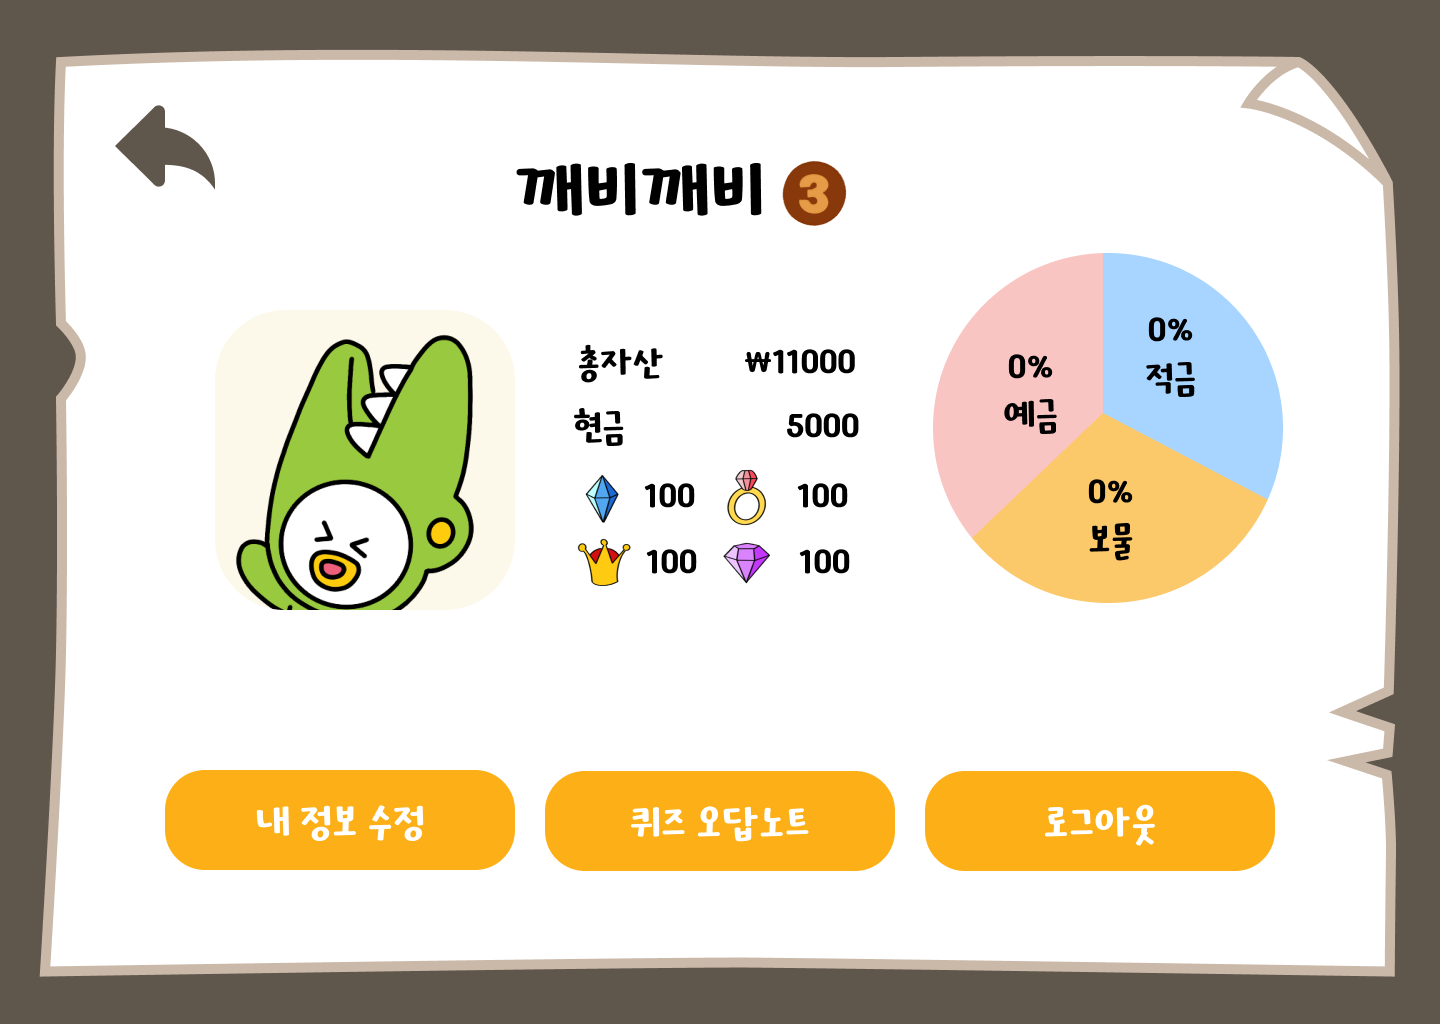 깨비깨비 3
총자산 ₩11000
현금 5000
100 100
100 100
0%
적금
0%
예금
0%
보물
내 정보 수정
퀴즈 오답노트
로그아웃